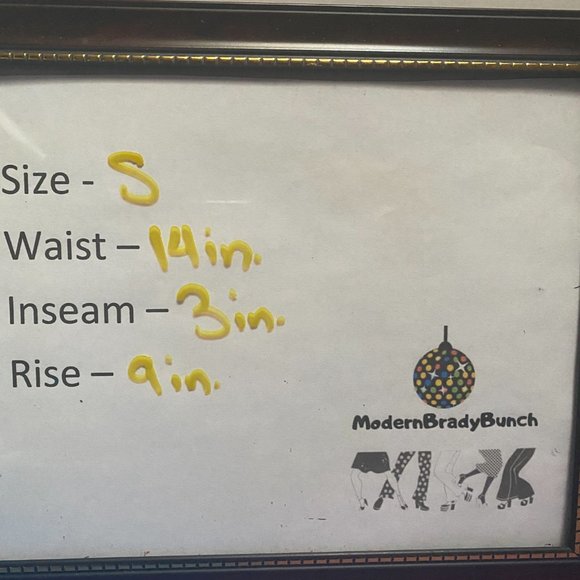 Size - S
Waist – 14in.
Inseam – 3in.
Rise – 9in.
ModernBradyBunch